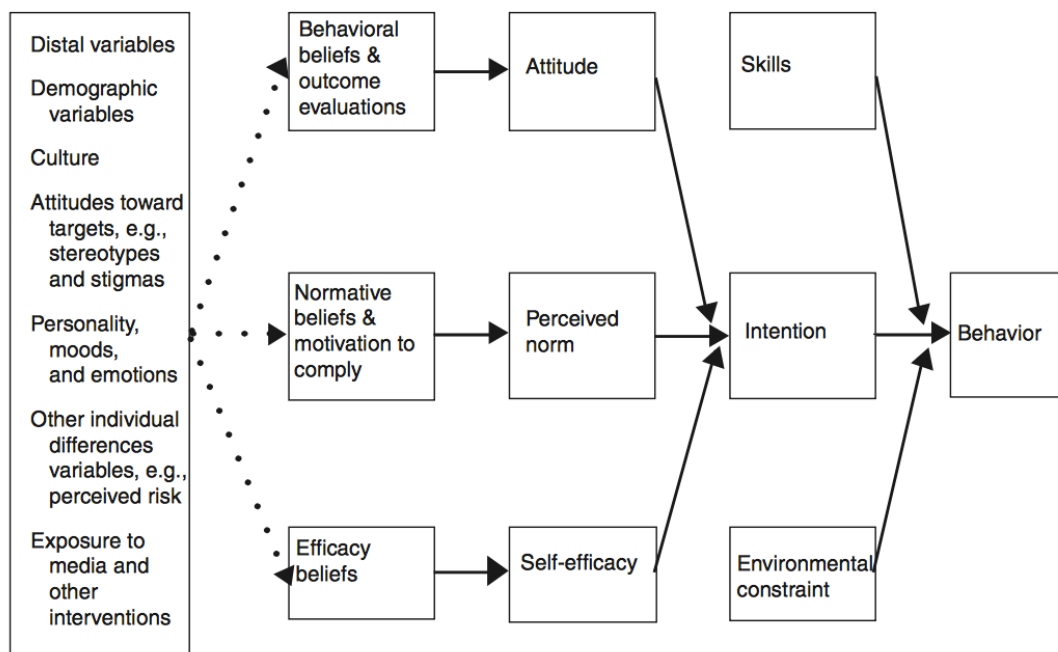 Distal variables
Demographic
variables
Culture
Attitudes toward
targets, e.g.,
stereotypes
and stigmas
Personality,
moods,
and emotions
Other individual
differences
variables, e.g.,
perceived risk
Exposure to
media and
other
interventions
Behavioral
beliefs &
outcome
evaluations
Attitude
Skills
Normative
beliefs &
motivation to
comply
Perceived
norm
Intention
Behavior
Efficacy
beliefs
Self-efficacy
Environmental
constraint